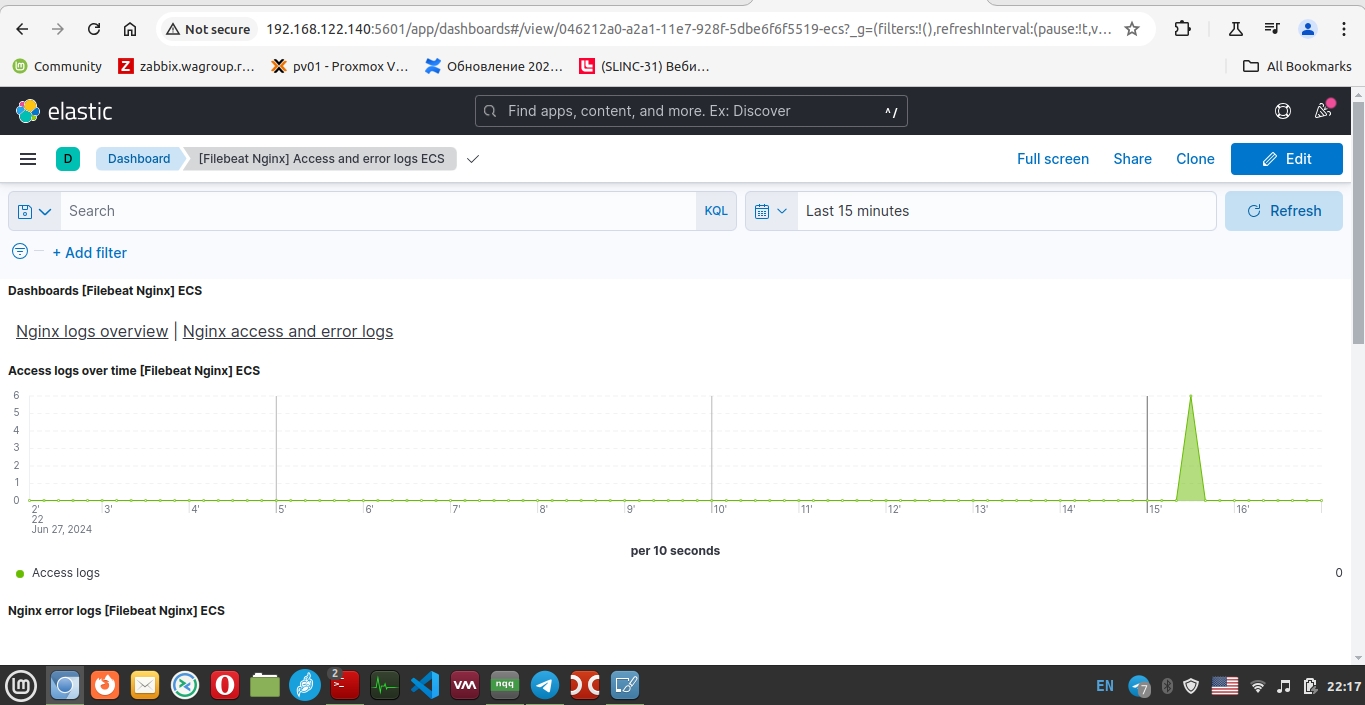 Not secure 192.168.122.140:5601/app/dashboards#/view/046212a0-a2a1-11e7-928f-5dbe6f6f5519-ecs?_g=(filters:!(),refreshInterval:(pause:!t,v...
Community zabbix.wagroup.r... pv01 - Proxmox V... Обновление 202... (SLINC-31) Веби... All Bookmarks
elastic Find apps, content, and more. Ex: Discover ^/
D Dashboard [Filebeat Nginx] Access and error logs ECS Full screen Share Clone Edit
Search KQL Last 15 minutes Refresh
+ Add filter
Dashboards [Filebeat Nginx] ECS
Nginx logs overview | Nginx access and error logs
Access logs over time [Filebeat Nginx] ECS
6
5
4
3
2
1
0
2' 3' 4' 5' 6' 7' 8' 9' 10' 11' 12' 13' 14' 15' 16'
22
Jun 27, 2024
per 10 seconds
Access logs 0
Nginx error logs [Filebeat Nginx] ECS
2 nqq EN 7 22:17